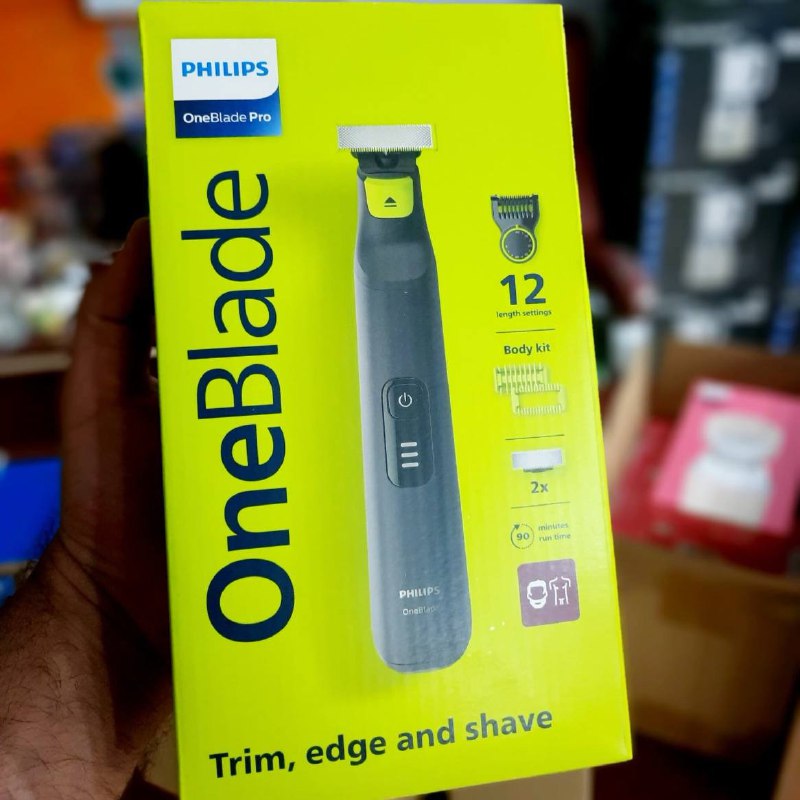 PHILIPS
OneBlade Pro
OneBlade
12
length settings
Body kit
2x
90
minutes
run time
PHILIPS
OneBlade
Trim, edge and shave